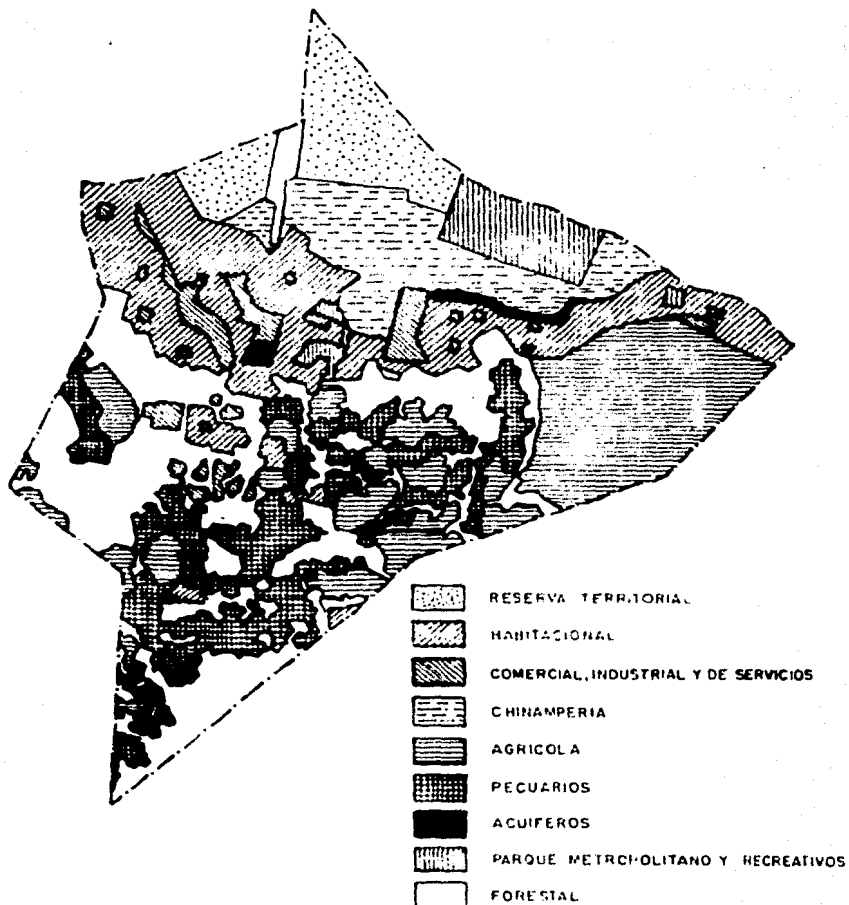 RESERVA TERRITORIAL
HABITACIONAL
COMERCIAL, INDUSTRIAL Y DE SERVICIOS
CHINAMPERIA
AGRICOLA
PECUARIOS
ACUIFEROS
PARQUE METROPOLITANO Y RECREATIVOS
FORESTAL